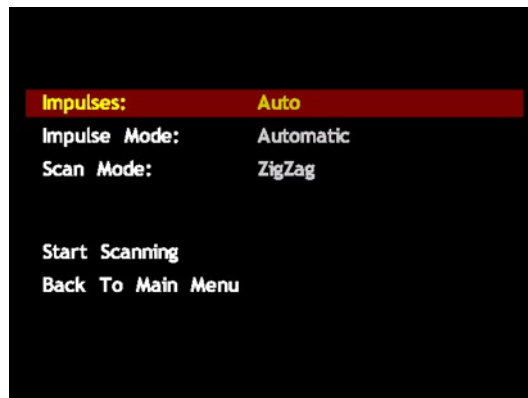 Impulses: Auto
Impulse Mode: Automatic
Scan Mode: ZigZag
Start Scanning
Back To Main Menu